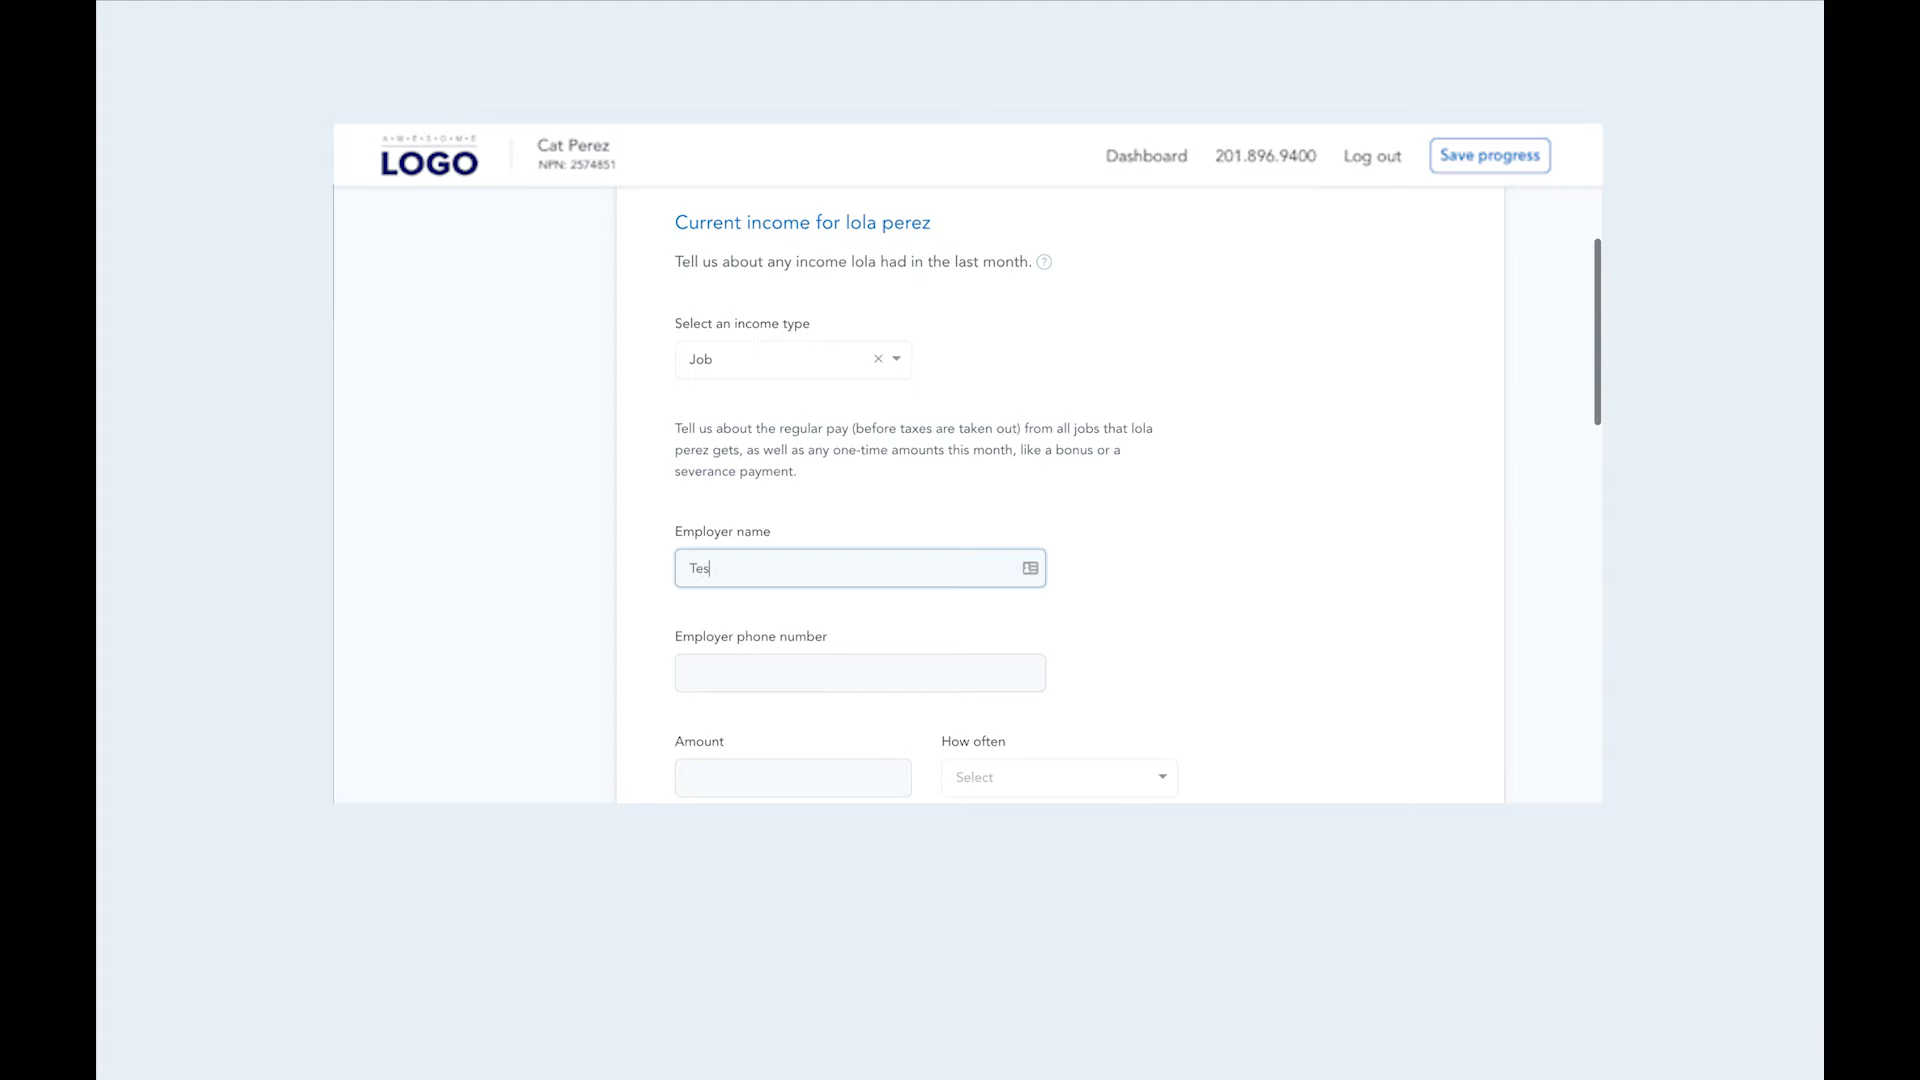 A•W•E•S•O•M•E
LOGO
Cat Perez
NPN: 2574851
Dashboard
201.896.9400
Log out
Save progress
Current income for lola perez
Tell us about any income lola had in the last month. ?
Select an income type
Job
Tell us about the regular pay (before taxes are taken out) from all jobs that lola
perez gets, as well as any one-time amounts this month, like a bonus or a
severance payment.
Employer name
Tes
Employer phone number
Amount
How often
Select